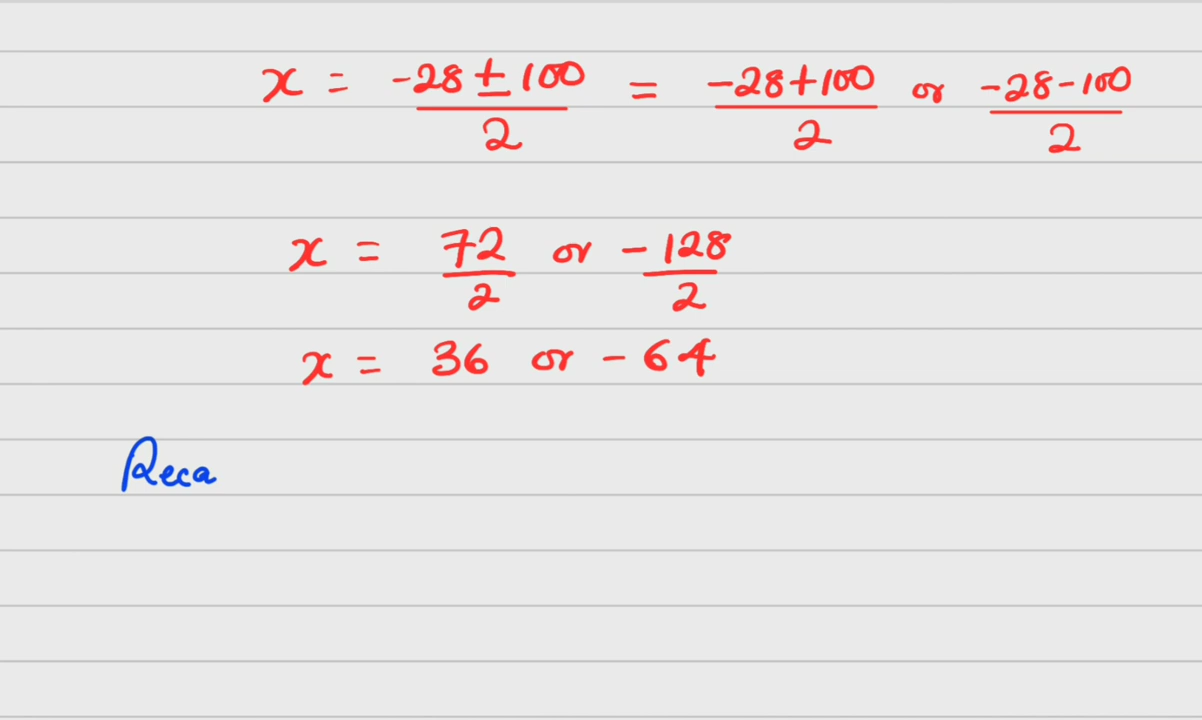 x = -28±100/2 = -28+100/2 or -28-100/2
x = 72/2 or -128/2
x = 36 or -64
Reca